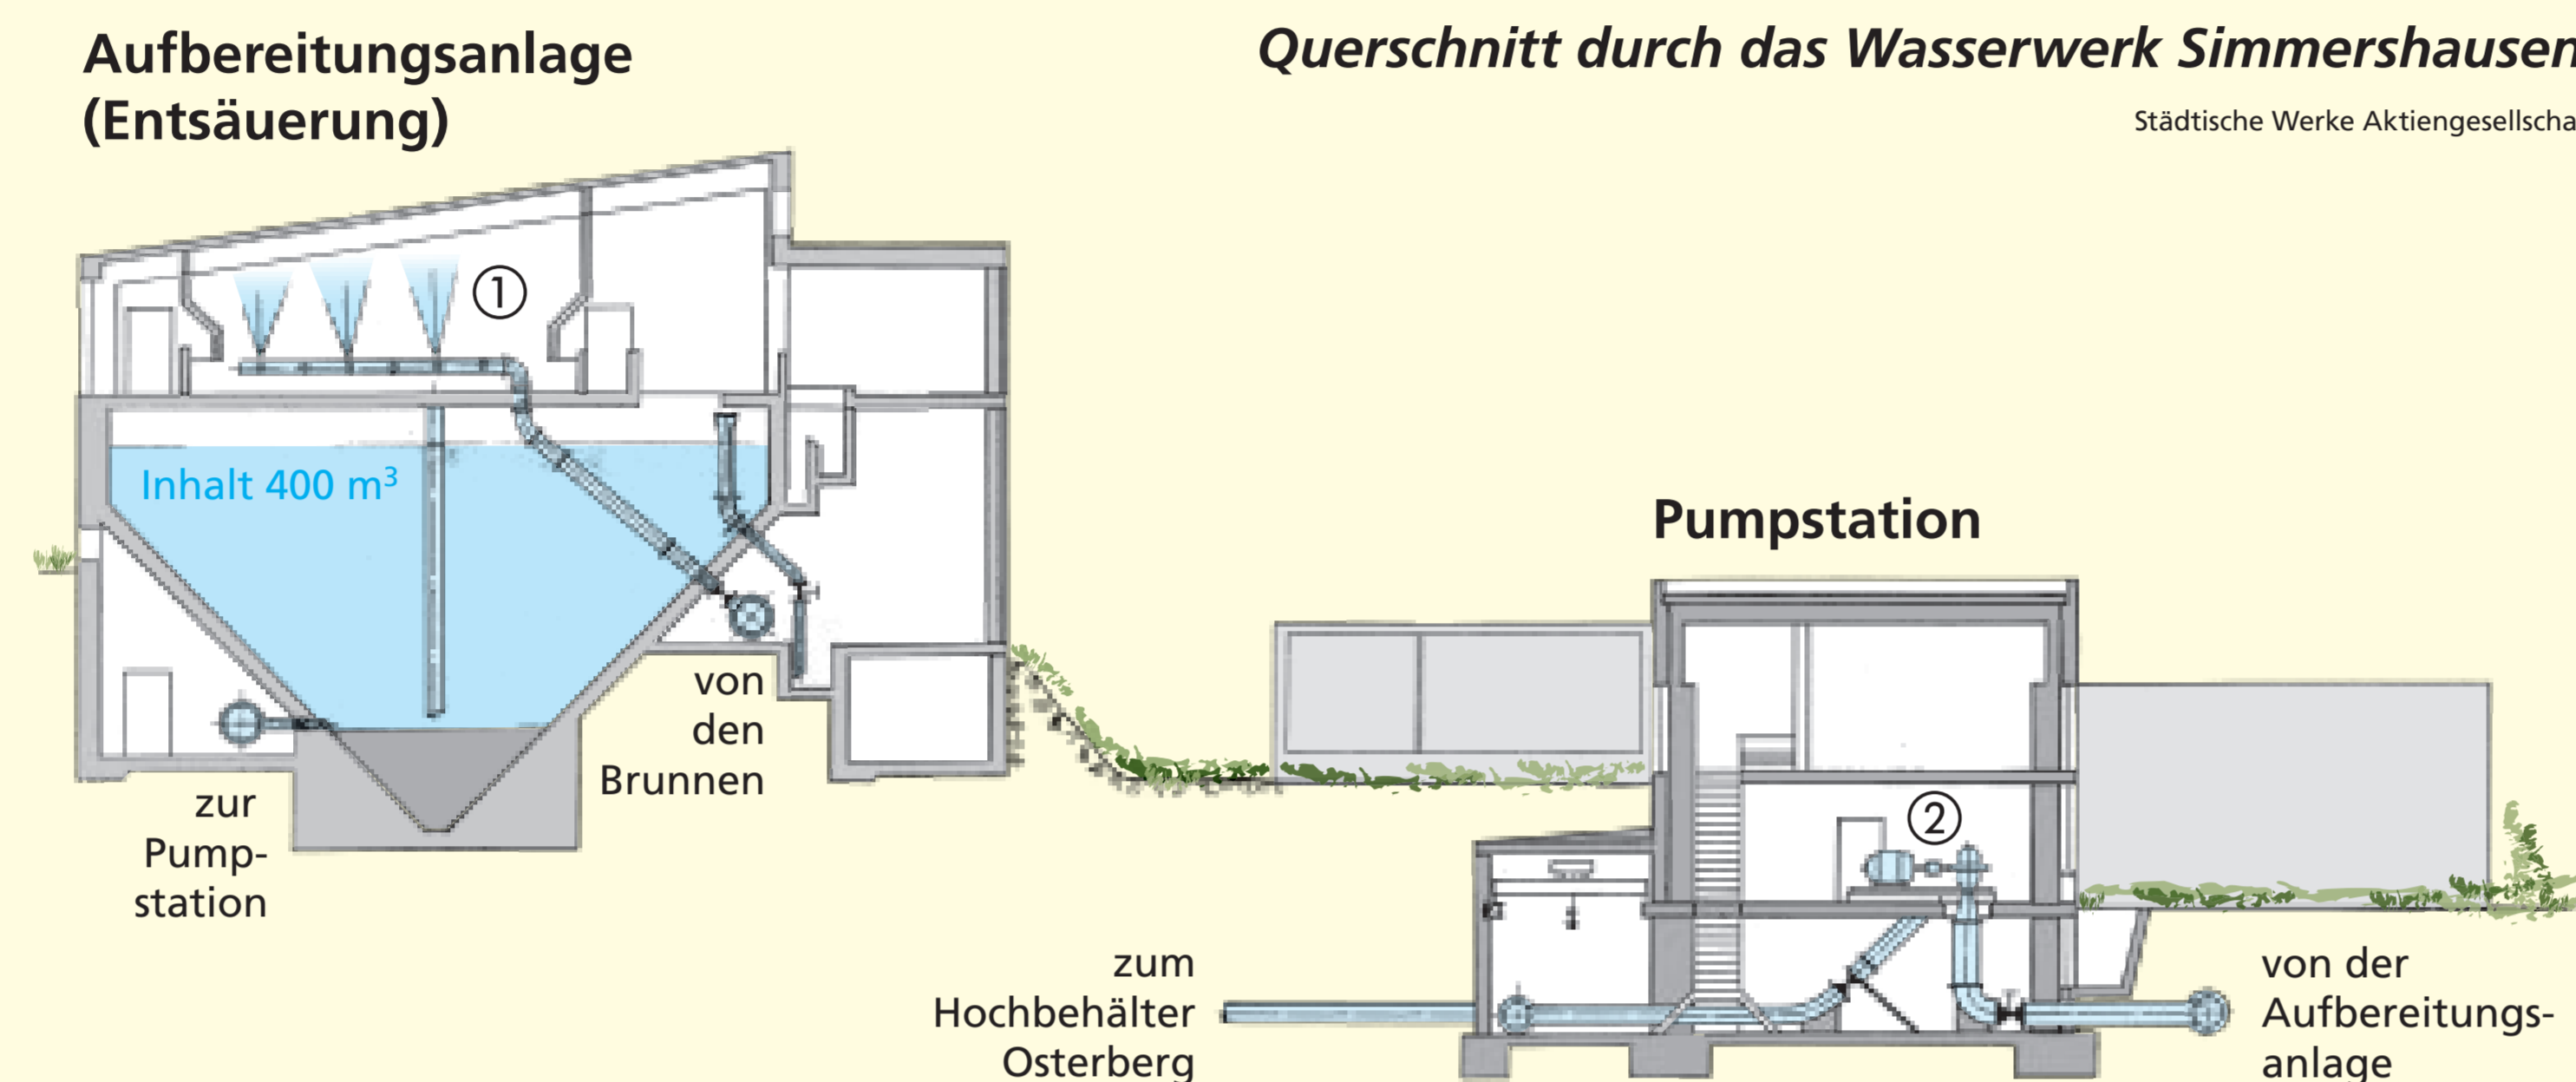 Aufbereitungsanlage
(Entsäuerung)
Querschnitt durch das Wasserwerk Simmershausen
Städtische Werke Aktiengesellscha
1
Inhalt 400 m³
von
den
Brunnen
zur
Pump-
station
Pumpstation
2
zum
Hochbehälter
Osterberg
von der
Aufbereitungs-
anlage